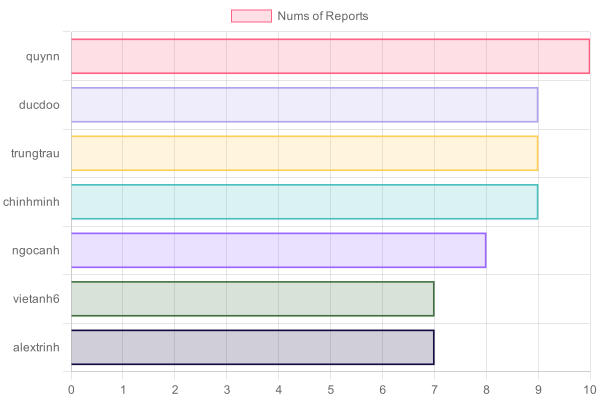 Nums of Reports
quynn
ducdoo
trungtrau
chinhminh
ngocanh
vietanh6
alextrinh
0 1 2 3 4 5 6 7 8 9 10